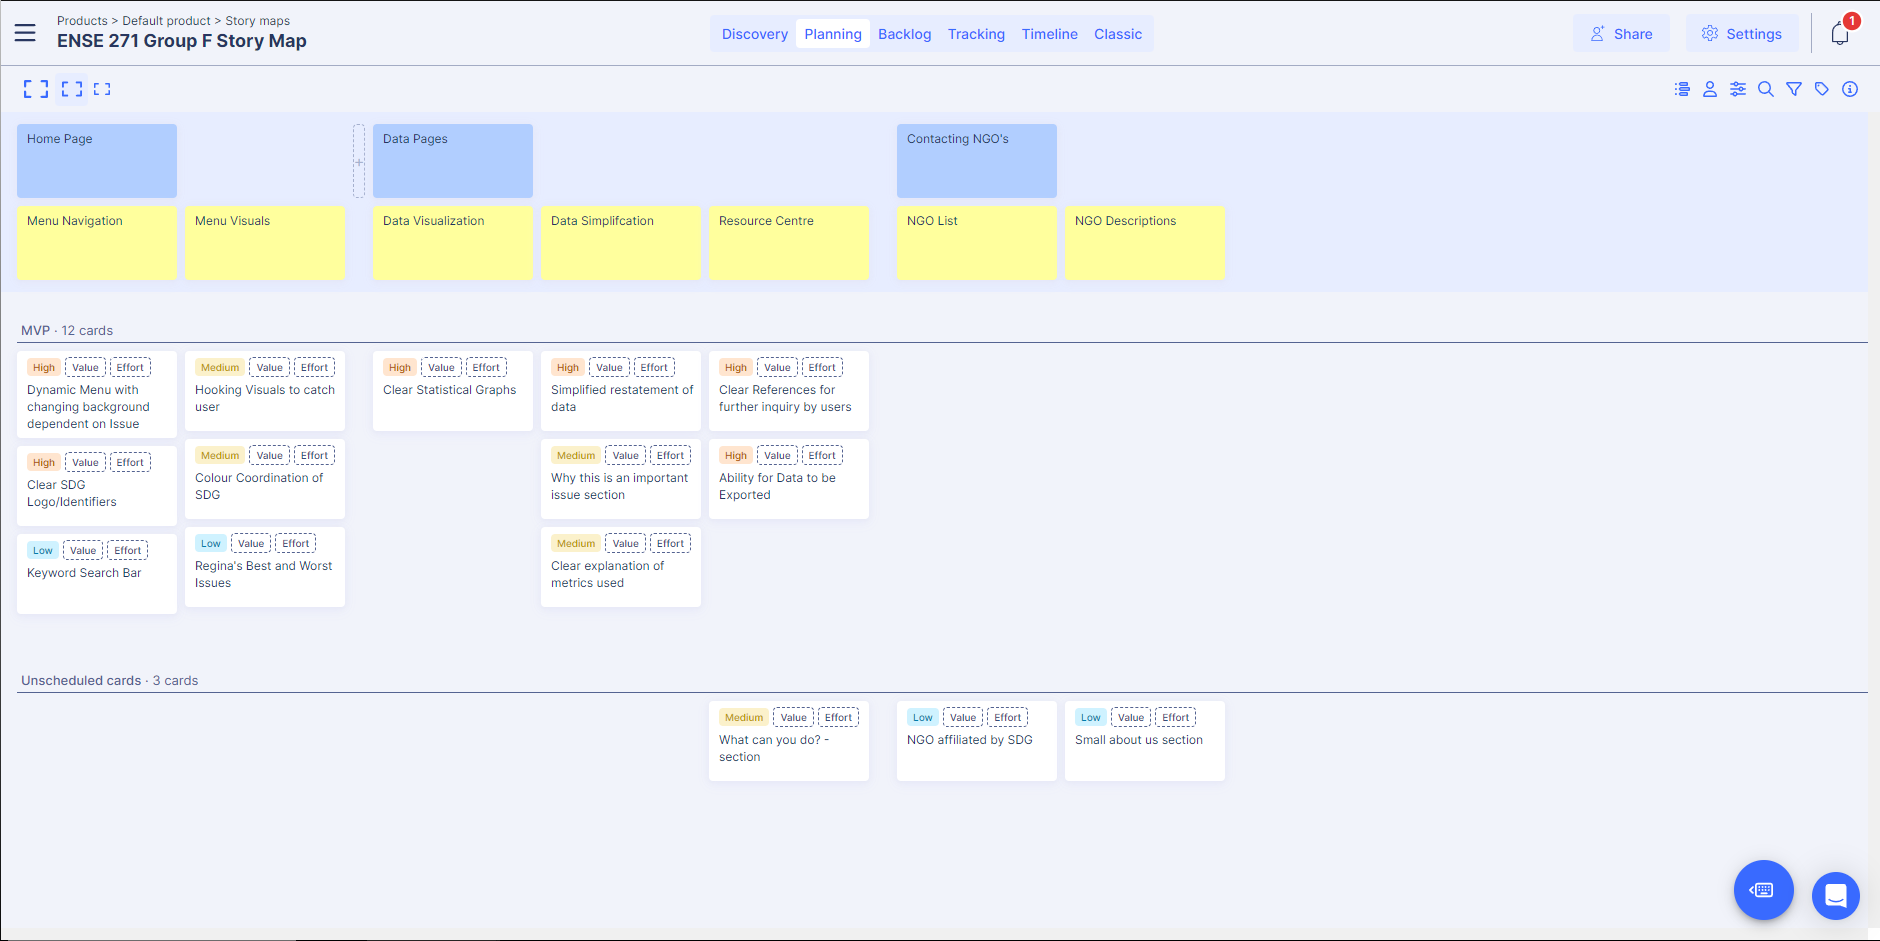 Products > Default product > Story maps
ENSE 271 Group F Story Map
Discovery Planning Backlog Tracking Timeline Classic
Share
Settings
1
Home Page
+
Data Pages
Contacting NGO's
Menu Navigation
Menu Visuals
Data Visualization
Data Simplifcation
Resource Centre
NGO List
NGO Descriptions
MVP · 12 cards
High Value Effort
Dynamic Menu with
changing background
dependent on Issue
High Value Effort
Clear SDG
Logo/Identifiers
Low Value Effort
Keyword Search Bar
Medium Value Effort
Hooking Visuals to catch
user
Medium Value Effort
Colour Coordination of
SDG
Low Value Effort
Regina's Best and Worst
Issues
High Value Effort
Clear Statistical Graphs
High Value Effort
Simplified restatement of
data
Medium Value Effort
Why this is an important
issue section
Medium Value Effort
Clear explanation of
metrics used
High Value Effort
Clear References for
further inquiry by users
High Value Effort
Ability for Data to be
Exported
Unscheduled cards · 3 cards
Medium Value Effort
What can you do? -
section
Low Value Effort
NGO affiliated by SDG
Low Value Effort
Small about us section